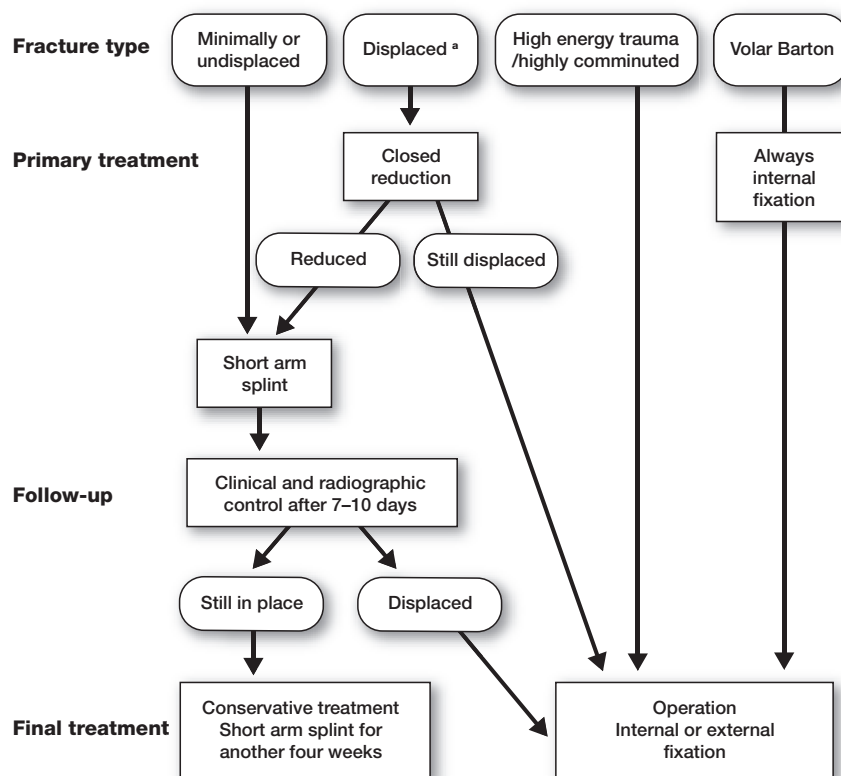 Fracture type
Minimally or
undisplaced
Displaced ª
High energy trauma
/highly comminuted
Volar Barton
Primary treatment
Closed
reduction
Always
internal
fixation
Reduced
Still displaced
Short arm
splint
Follow-up
Clinical and radiographic
control after 7–10 days
Still in place
Displaced
Final treatment
Conservative treatment
Short arm splint for
another four weeks
Operation
Internal or external
fixation